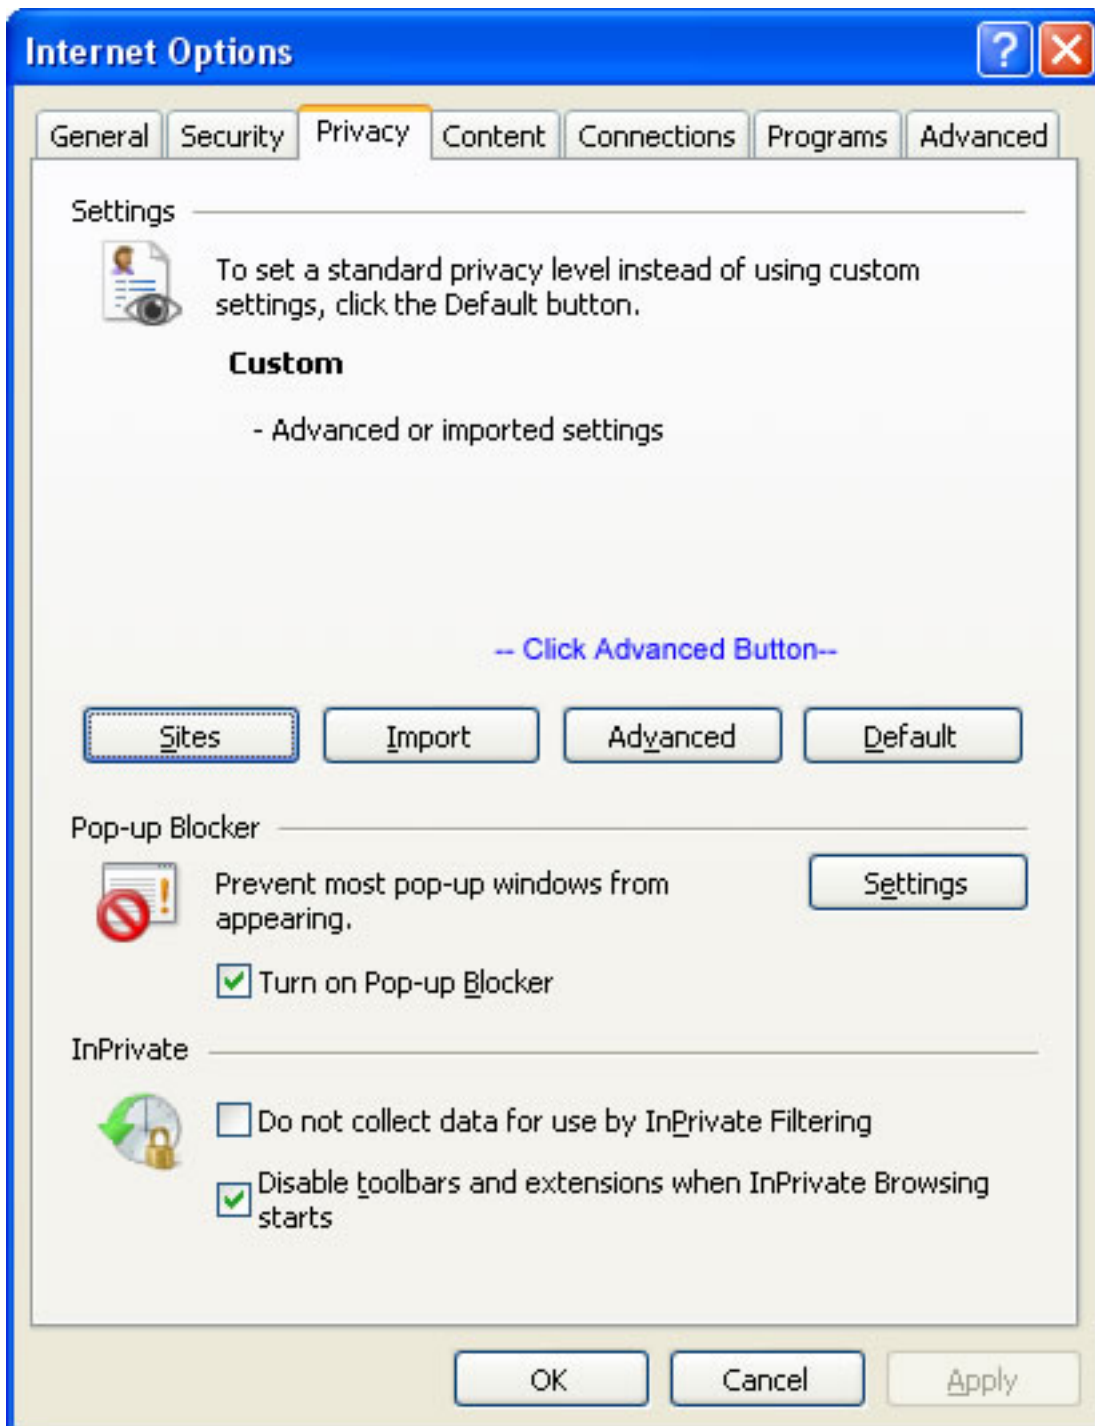 Internet Options
General Security Privacy Content Connections Programs Advanced
Settings
To set a standard privacy level instead of using custom
settings, click the Default button.
Custom
- Advanced or imported settings
-- Click Advanced Button--
Sites Import Advanced Default
Pop-up Blocker
Prevent most pop-up windows from
appearing.
Settings
Turn on Pop-up Blocker
InPrivate
Do not collect data for use by InPrivate Filtering
Disable toolbars and extensions when InPrivate Browsing
starts
OK Cancel Apply